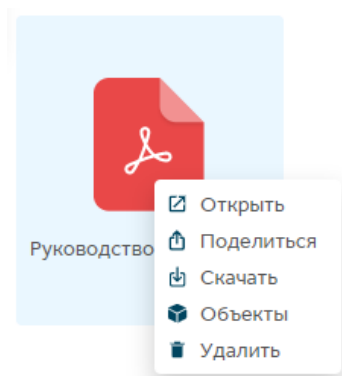 Открыть
Руководство
Поделиться
Скачать
Объекты
Удалить